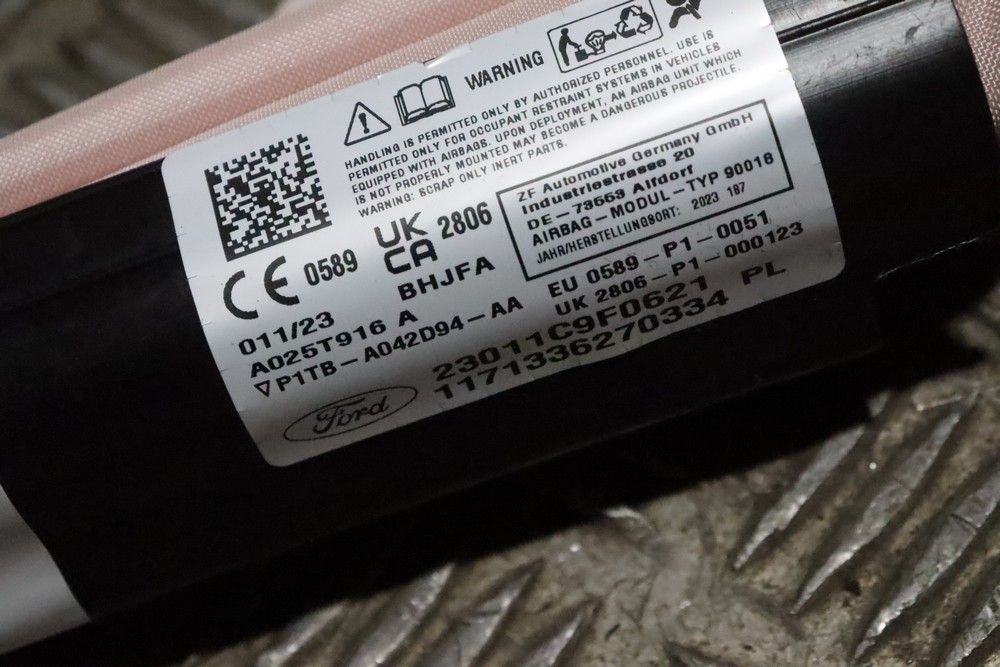 WARNING
HANDLING IS PERMITTED ONLY BY AUTHORIZED PERSONNEL. USE IS
PERMITTED ONLY FOR OCCUPANT RESTRAINT SYSTEMS IN VEHICLES
EQUIPPED WITH AIRBAGS. UPON DEPLOYMENT, AN AIRBAG UNIT WHICH
IS NOT PROPERLY MOUNTED MAY BECOME A DANGEROUS PROJECTILE.
WARNING: SCRAP ONLY INERT PARTS.
ZF Automotive Germany GmbH
Industriestrasse 20
DE-73553 Alfdorf
AIRBAG-MODUL-TYP 90018
JAHR/HERSTELLUNGSORT: 2023 187
CE 0589
UK
CA 2806
BHJFA
EU 0589-P1-0051
UK 2806-P1-000123
011/23
A025T916 A
P1TB-A042D94-AA
23011C9F0621 PL
1171336270334
Ford